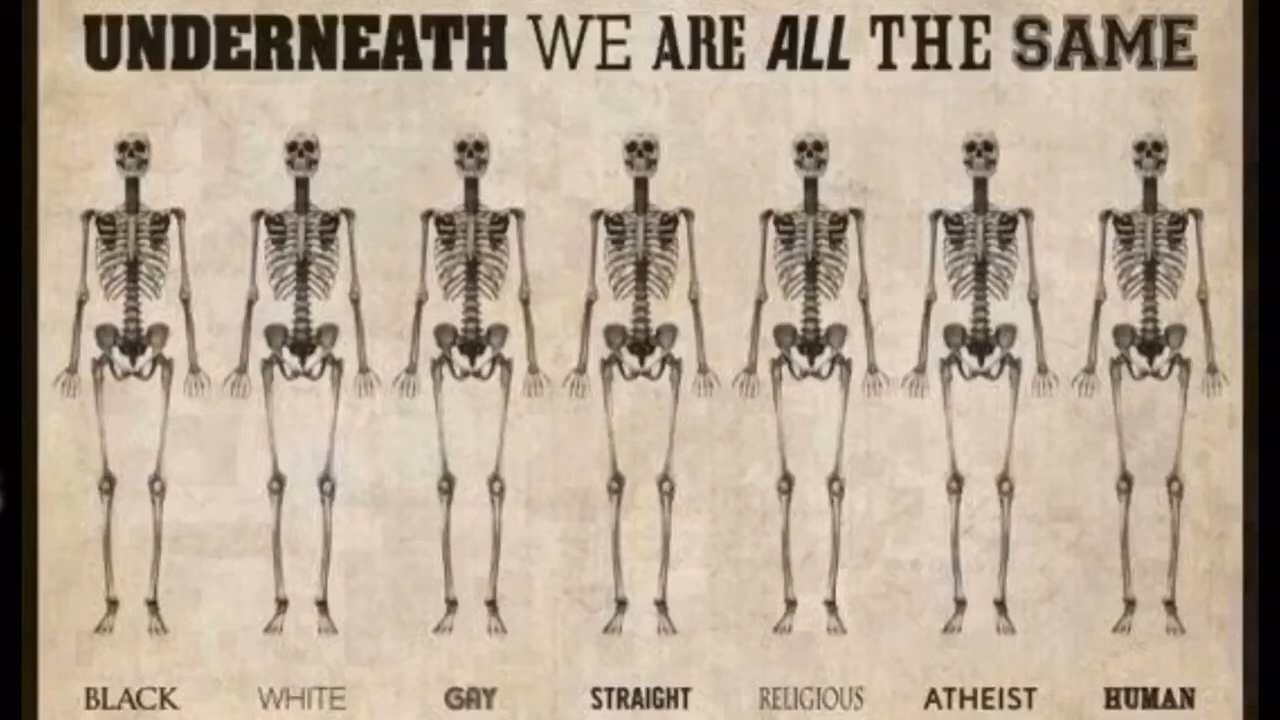 UNDERNEATH WE ARE ALL THE SAME
BLACK WHITE GAY STRAIGHT RELIGIOUS ATHEIST HUMAN